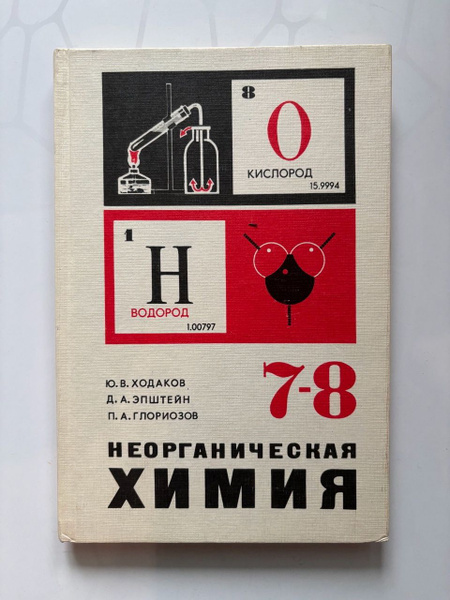 8
О
КИСЛОРОД
15.9994
1
Н
ВОДОРОД
1.00797
Ю. В. ХОДАКОВ
Д. А. ЭПШТЕЙН
П. А. ГЛОРИОЗОВ
7-8
НЕОРГАНИЧЕСКАЯ
ХИМИЯ